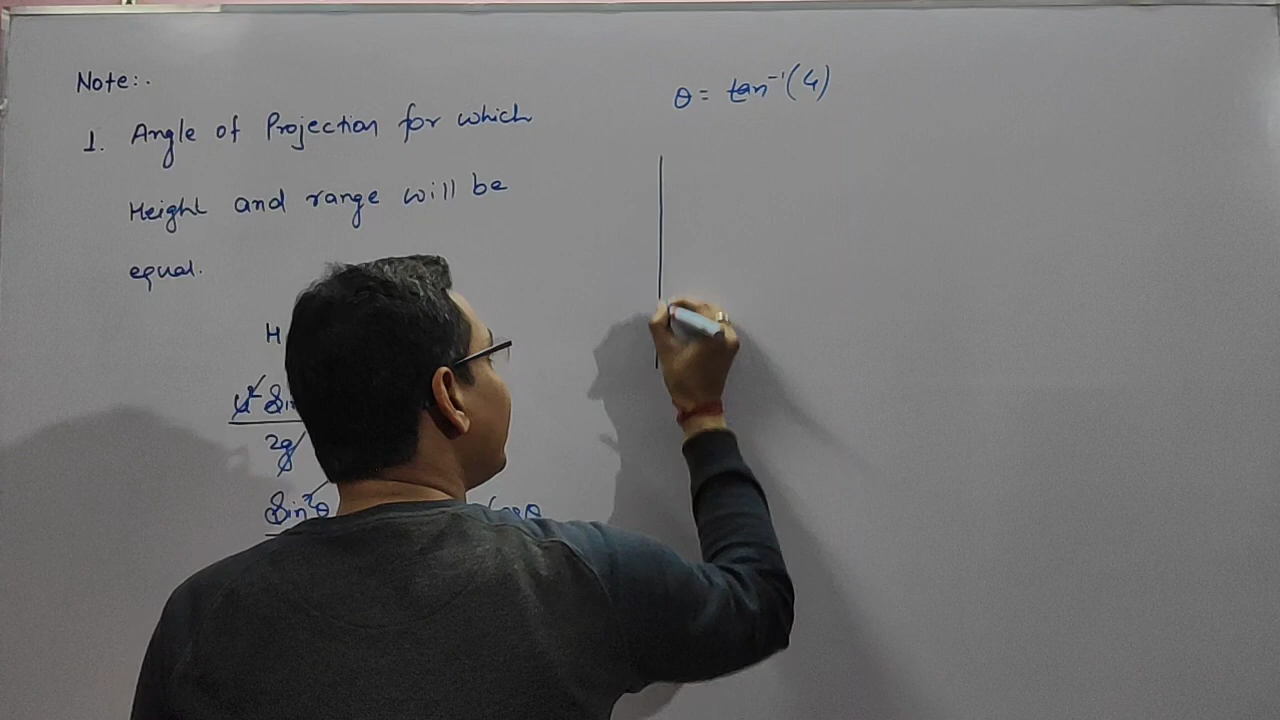 Note:.
1. Angle of Projection for which
Height and range will be
equal.
H
u² Sin
2g
Sin²θ Cosθ
θ = tan⁻¹(4)